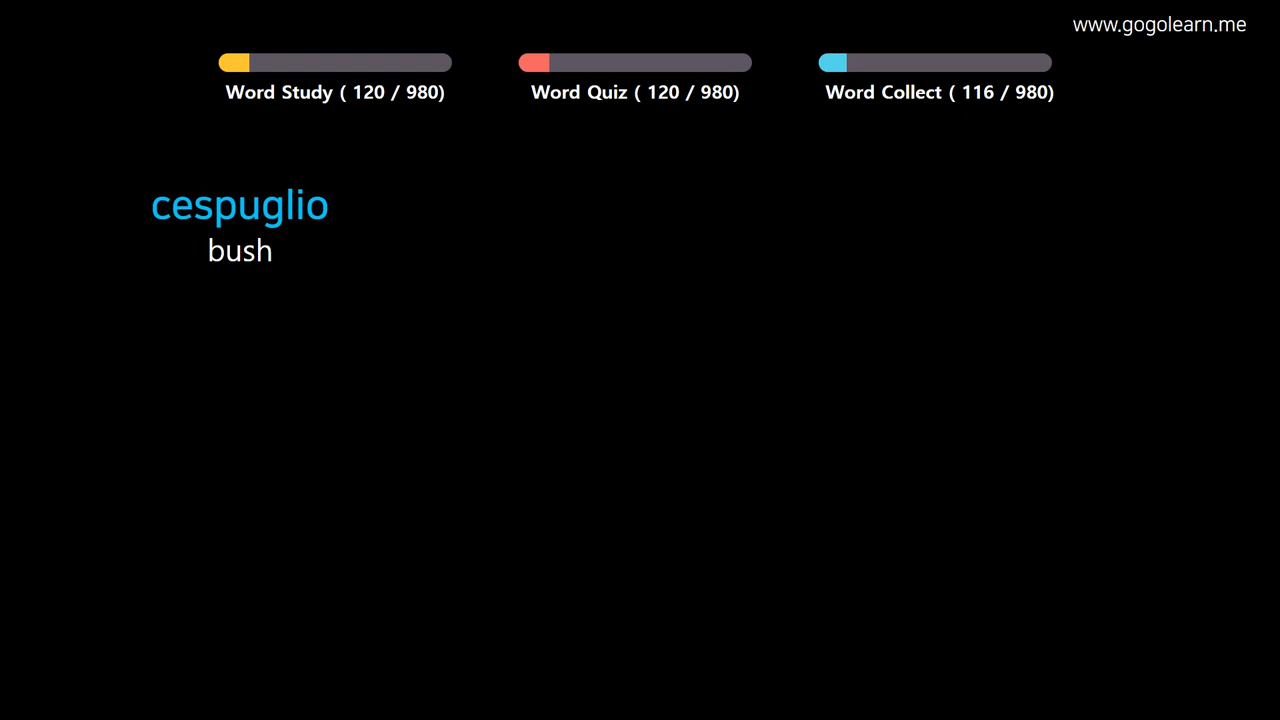 www.gogolearn.me
Word Study ( 120 / 980)
Word Quiz ( 120 / 980)
Word Collect ( 116 / 980)
cespuglio
bush